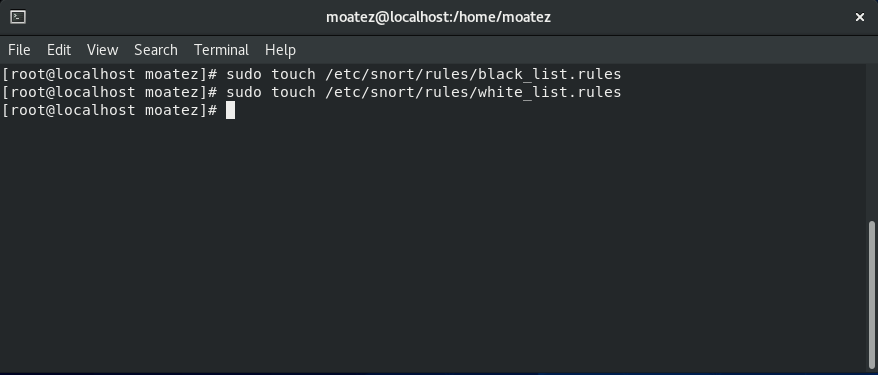 moatez@localhost:/home/moatez
File Edit View Search Terminal Help
[root@localhost moatez]# sudo touch /etc/snort/rules/black_list.rules
[root@localhost moatez]# sudo touch /etc/snort/rules/white_list.rules
[root@localhost moatez]#